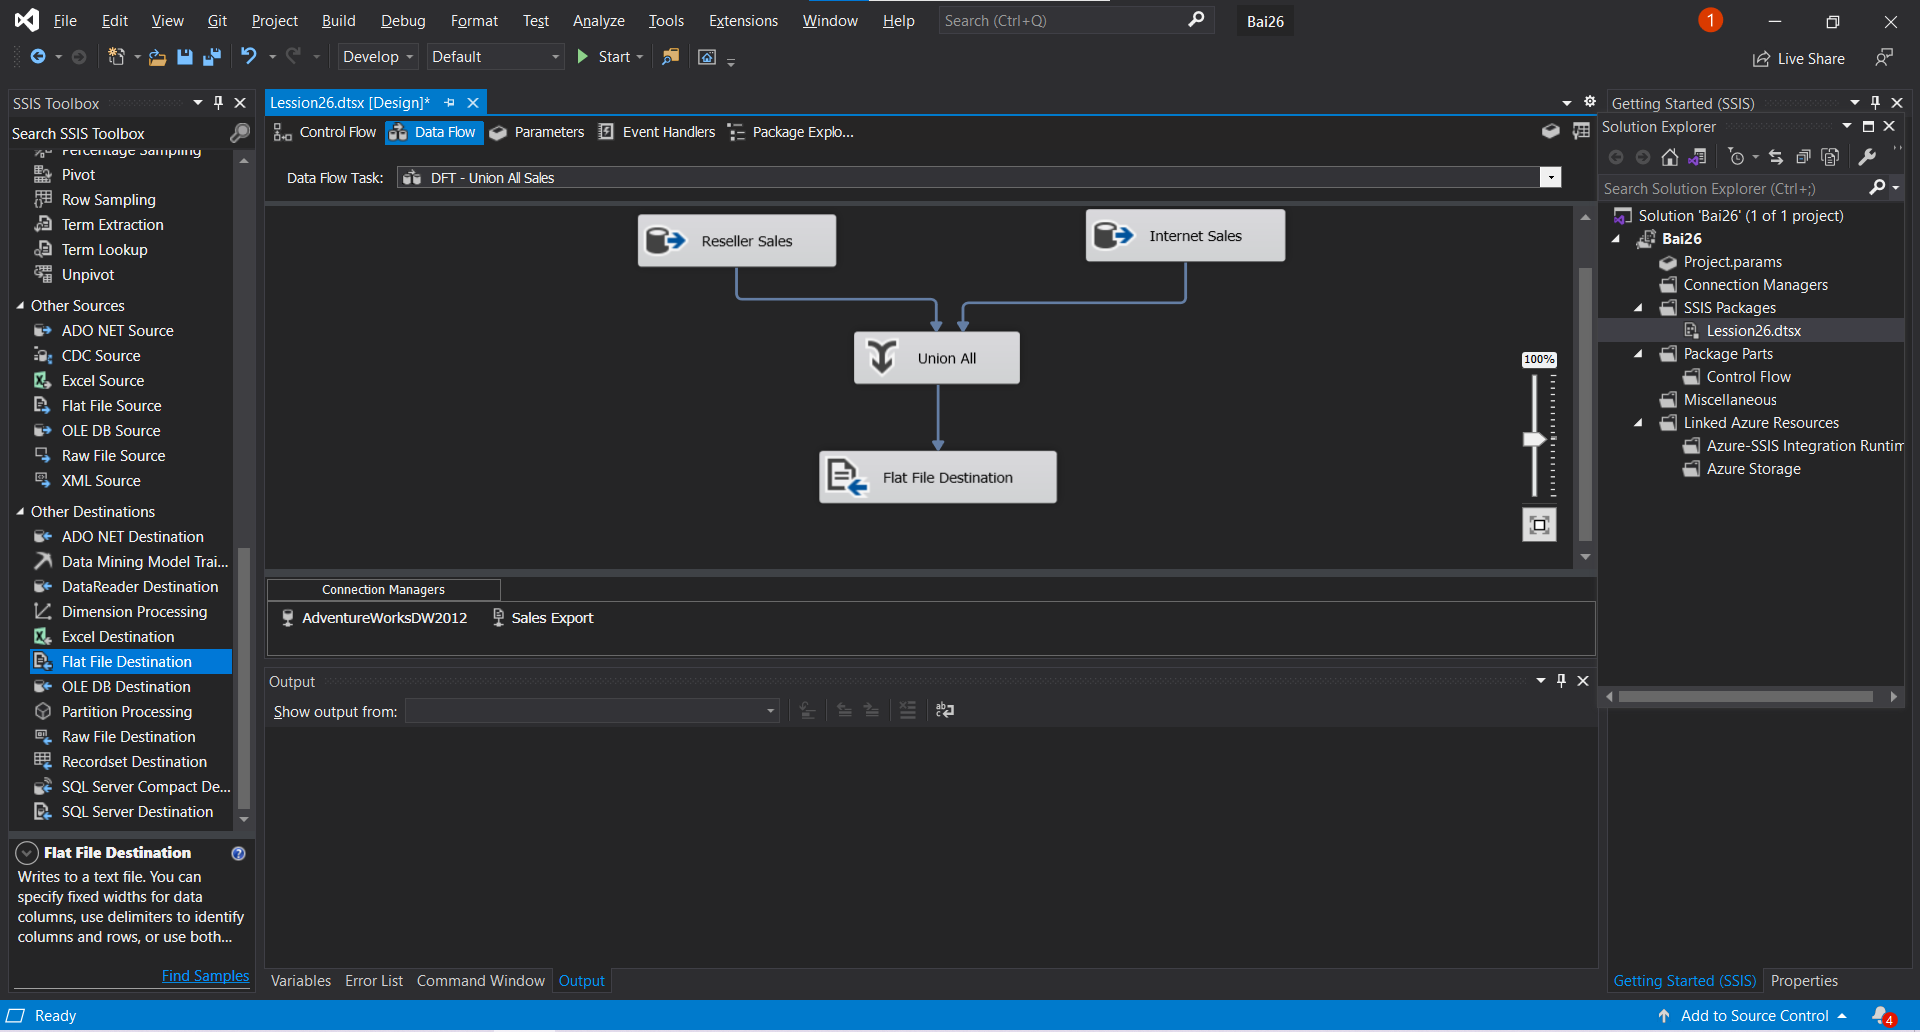 File Edit View Git Project Build Debug Format Test Analyze Tools Extensions Window Help Search (Ctrl+Q) Bai26 1
Develop Default Start Live Share
SSIS Toolbox
Search SSIS Toolbox
Percentage Sampling
Pivot
Row Sampling
Term Extraction
Term Lookup
Unpivot
Other Sources
ADO NET Source
CDC Source
Excel Source
Flat File Source
OLE DB Source
Raw File Source
XML Source
Other Destinations
ADO NET Destination
Data Mining Model Trai...
DataReader Destination
Dimension Processing
Excel Destination
Flat File Destination
OLE DB Destination
Partition Processing
Raw File Destination
Recordset Destination
SQL Server Compact De...
SQL Server Destination
Flat File Destination
Writes to a text file. You can
specify fixed widths for data
columns, use delimiters to identify
columns and rows, or use both...
Find Samples
Lession26.dtsx [Design]*
Control Flow Data Flow Parameters Event Handlers Package Explo...
Data Flow Task: DFT - Union All Sales
Reseller Sales
Internet Sales
Union All
Flat File Destination
100%
Connection Managers
AdventureWorksDW2012 Sales Export
Output
Show output from:
Variables Error List Command Window Output
Getting Started (SSIS)
Solution Explorer
Search Solution Explorer (Ctrl+;)
Solution 'Bai26' (1 of 1 project)
Bai26
Project.params
Connection Managers
SSIS Packages
Lession26.dtsx
Package Parts
Control Flow
Miscellaneous
Linked Azure Resources
Azure-SSIS Integration Runtim
Azure Storage
Getting Started (SSIS) Properties
Ready
Add to Source Control 4